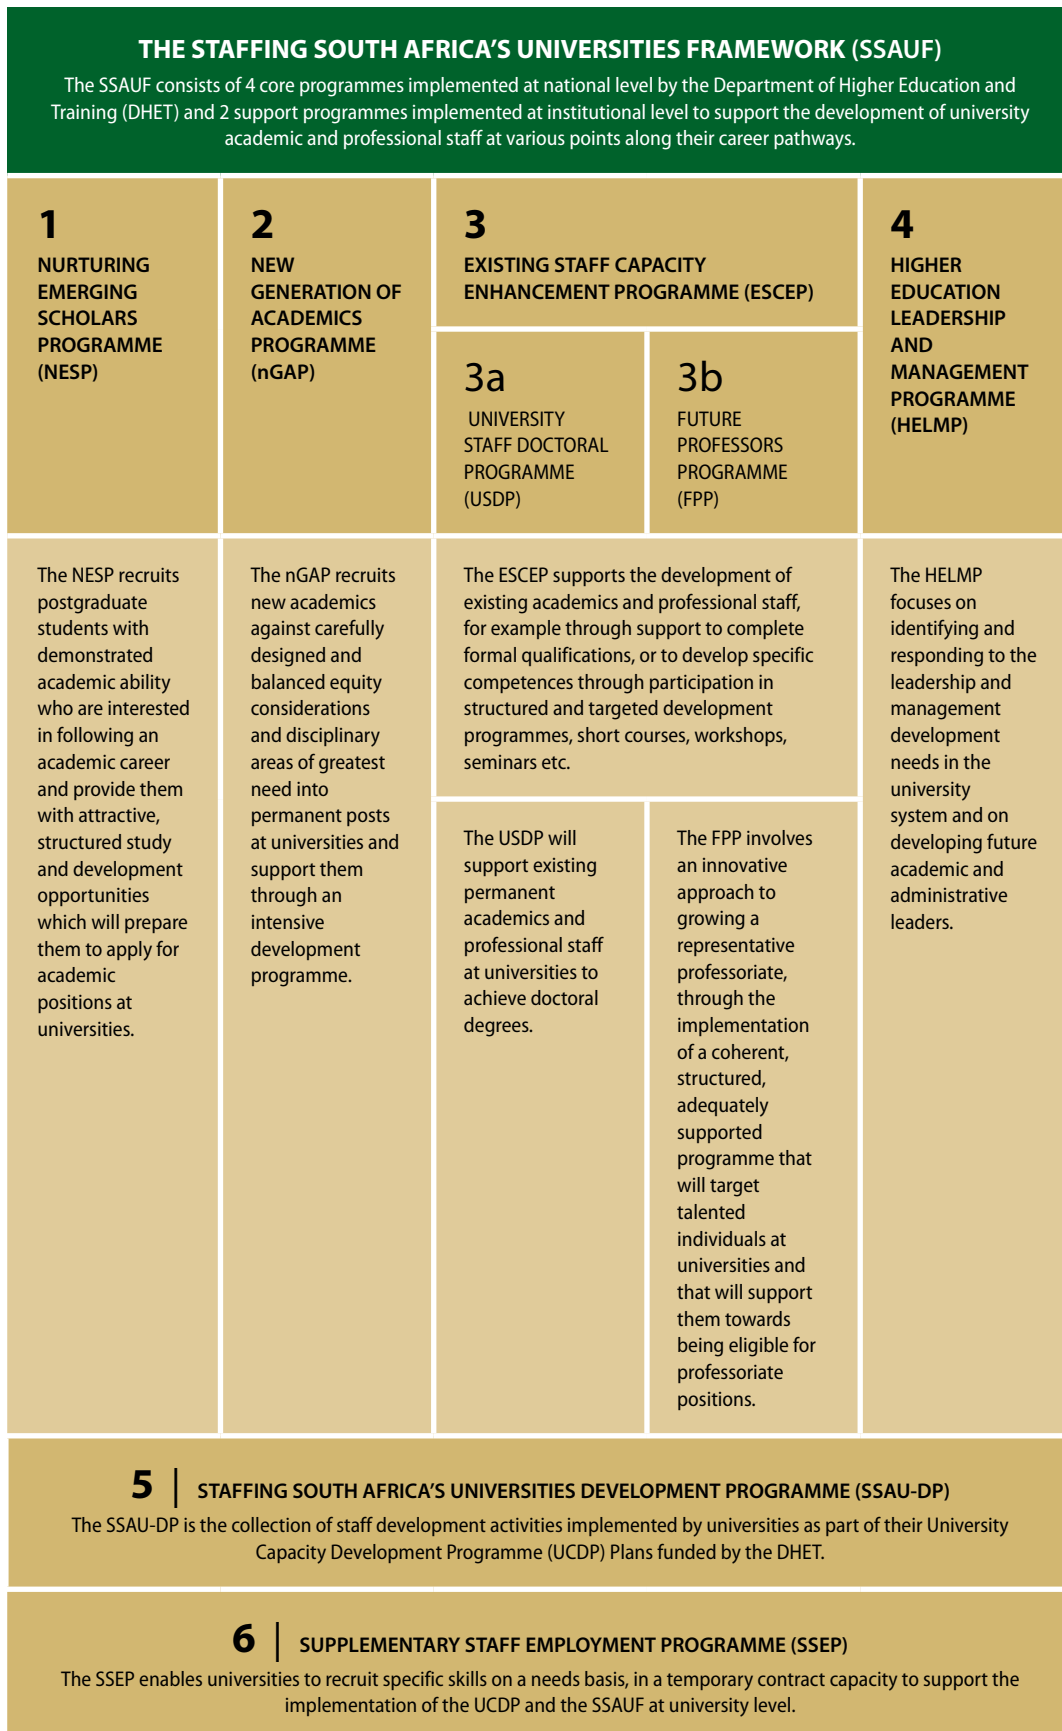 THE STAFFING SOUTH AFRICA’S UNIVERSITIES FRAMEWORK (SSAUF)
The SSAUF consists of 4 core programmes implemented at national level by the Department of Higher Education and
Training (DHET) and 2 support programmes implemented at institutional level to support the development of university
academic and professional staff at various points along their career pathways.
1
NURTURING
EMERGING
SCHOLARS
PROGRAMME
(NESP)
2
NEW
GENERATION OF
ACADEMICS
PROGRAMME
(nGAP)
3
EXISTING STAFF CAPACITY
ENHANCEMENT PROGRAMME (ESCEP)
3a
UNIVERSITY
STAFF DOCTORAL
PROGRAMME
(USDP)
3b
FUTURE
PROFESSORS
PROGRAMME
(FPP)
4
HIGHER
EDUCATION
LEADERSHIP
AND
MANAGEMENT
PROGRAMME
(HELMP)
The NESP recruits
postgraduate
students with
demonstrated
academic ability
who are interested
in following an
academic career
and provide them
with attractive,
structured study
and development
opportunities
which will prepare
them to apply for
academic
positions at
universities.
The nGAP recruits
new academics
against carefully
designed and
balanced equity
considerations
and disciplinary
areas of greatest
need into
permanent posts
at universities and
support them
through an
intensive
development
programme.
The ESCEP supports the development of
existing academics and professional staff,
for example through support to complete
formal qualifications, or to develop specific
competences through participation in
structured and targeted development
programmes, short courses, workshops,
seminars etc.
The USDP will
support existing
permanent
academics and
professional staff
at universities to
achieve doctoral
degrees.
The FPP involves
an innovative
approach to
growing a
representative
professoriate,
through the
implementation
of a coherent,
structured,
adequately
supported
programme that
will target
talented
individuals at
universities and
that will support
them towards
being eligible for
professoriate
positions.
The HELMP
focuses on
identifying and
responding to the
leadership and
management
development
needs in the
university
system and on
developing future
academic and
administrative
leaders.
5 | STAFFING SOUTH AFRICA’S UNIVERSITIES DEVELOPMENT PROGRAMME (SSAU-DP)
The SSAU-DP is the collection of staff development activities implemented by universities as part of their University
Capacity Development Programme (UCDP) Plans funded by the DHET.
6 | SUPPLEMENTARY STAFF EMPLOYMENT PROGRAMME (SSEP)
The SSEP enables universities to recruit specific skills on a needs basis, in a temporary contract capacity to support the
implementation of the UCDP and the SSAUF at university level.